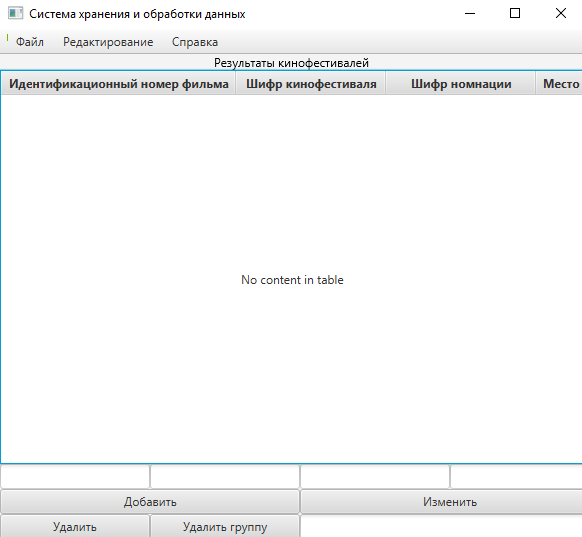 Система хранения и обработки данных
Файл Редактирование Справка
Результаты кинофестивалей
Идентификационный номер фильма Шифр кинофестиваля Шифр номнации Место
No content in table
Добавить Изменить
Удалить Удалить группу